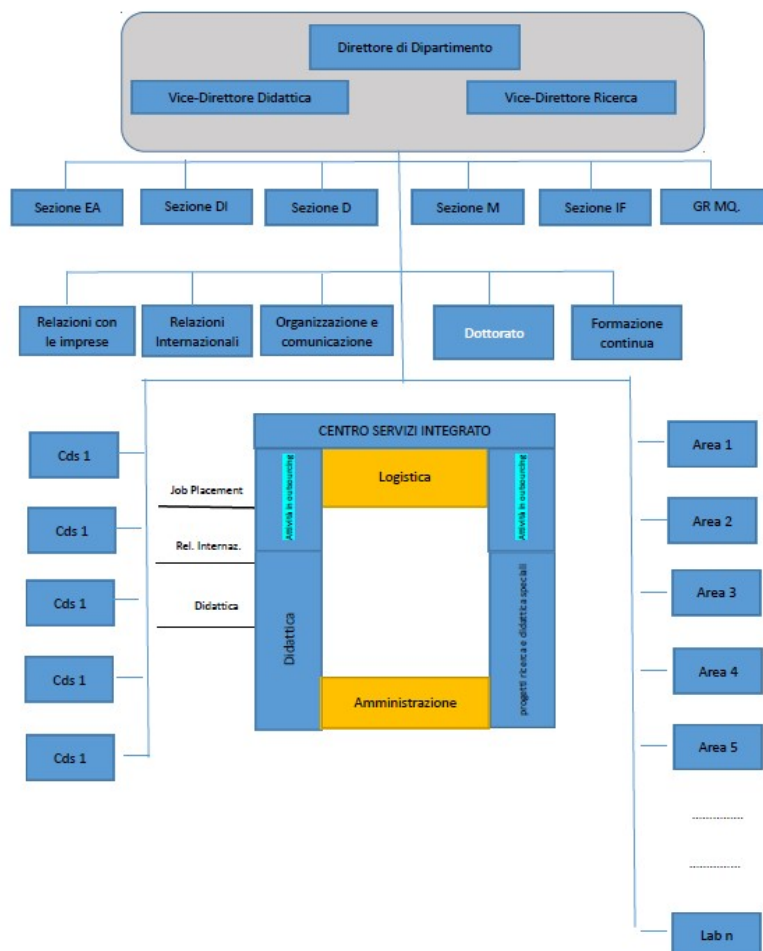 Direttore di Dipartimento
Vice-Direttore Didattica
Vice-Direttore Ricerca
Sezione EA
Sezione DI
Sezione D
Sezione M
Sezione IF
GR MQ.
Relazioni con
le imprese
Relazioni
Internazionali
Organizzazione e
comunicazione
Dottorato
Formazione
continua
CENTRO SERVIZI INTEGRATO
Cds 1
Cds 1
Cds 1
Cds 1
Cds 1
Job Placement
Rel. Internaz.
Didattica
Attività in outsourcing
Didattica
Logistica
Amministrazione
Attività in outsourcing
progetti ricerca e didattica speciali
Area 1
Area 2
Area 3
Area 4
Area 5
Lab n